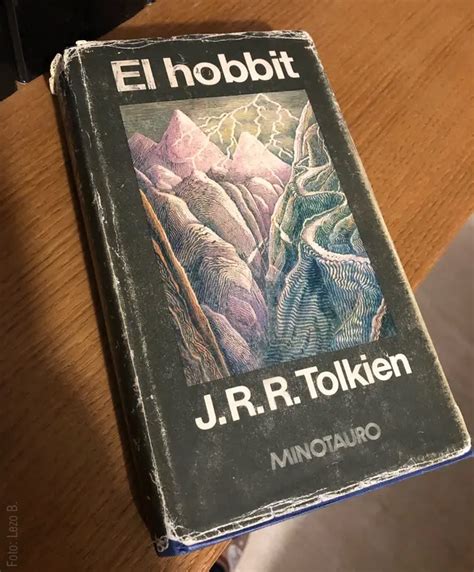 El hobbit
J.R.R.Tolkien
MINOTAURO
Foto: Lezo B.